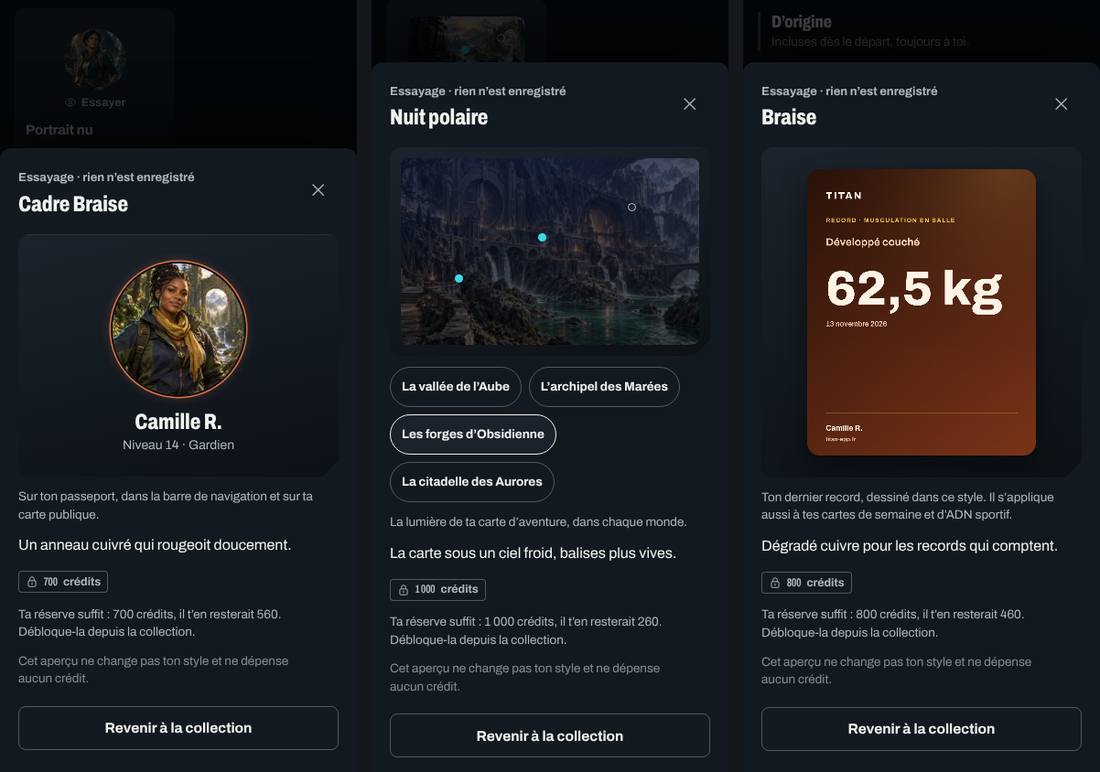 Essayer
Portrait nu
Essayage · rien n’est enregistré
Cadre Braise
Camille R.
Niveau 14 · Gardien
Sur ton passeport, dans la barre de navigation et sur ta
carte publique.
Un anneau cuivré qui rougeoit doucement.
700 crédits
Ta réserve suffit : 700 crédits, il t’en resterait 560.
Débloque-la depuis la collection.
Cet aperçu ne change pas ton style et ne dépense
aucun crédit.
Revenir à la collection
Essayage · rien n’est enregistré
Nuit polaire
La vallée de l’Aube
L’archipel des Marées
Les forges d’Obsidienne
La citadelle des Aurores
La lumière de ta carte d’aventure, dans chaque monde.
La carte sous un ciel froid, balises plus vives.
1 000 crédits
Ta réserve suffit : 1 000 crédits, il t’en resterait 260.
Débloque-la depuis la collection.
Cet aperçu ne change pas ton style et ne dépense
aucun crédit.
Revenir à la collection
D’origine
Incluses dès le départ, toujours à toi.
Essayage · rien n’est enregistré
Braise
TITAN
RECORD · MUSCULATION EN SALLE
Développé couché
62,5 kg
13 novembre 2026
Camille R.
titan-app.fr
Ton dernier record, dessiné dans ce style. Il s’applique
aussi à tes cartes de semaine et d’ADN sportif.
Dégradé cuivre pour les records qui comptent.
800 crédits
Ta réserve suffit : 800 crédits, il t’en resterait 460.
Débloque-la depuis la collection.
Cet aperçu ne change pas ton style et ne dépense
aucun crédit.
Revenir à la collection